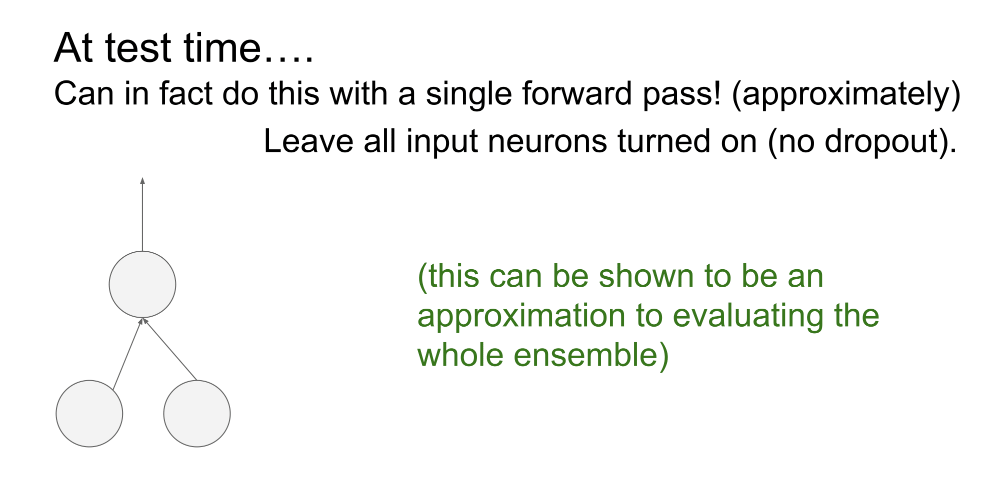 At test time….
Can in fact do this with a single forward pass! (approximately)
Leave all input neurons turned on (no dropout).
(this can be shown to be an
approximation to evaluating the
whole ensemble)